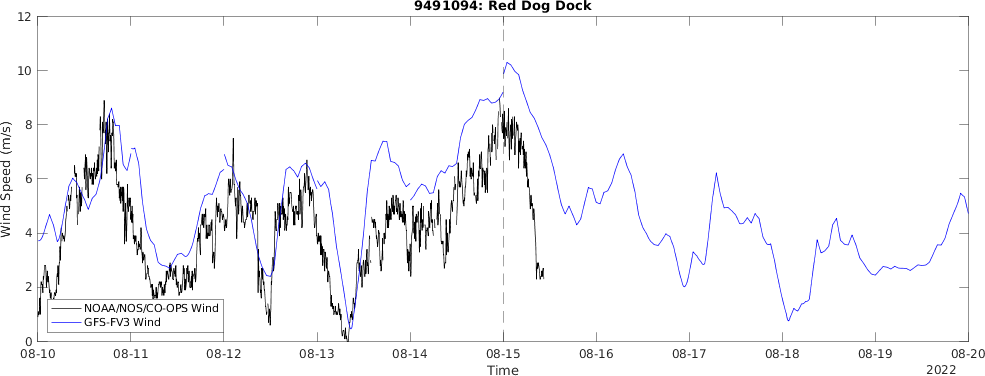 9491094: Red Dog Dock
Wind Speed (m/s)
12
10
8
6
4
2
0
NOAA/NOS/CO-OPS Wind
GFS-FV3 Wind
08-10 08-11 08-12 08-13 08-14 08-15 08-16 08-17 08-18 08-19 08-20
Time
2022